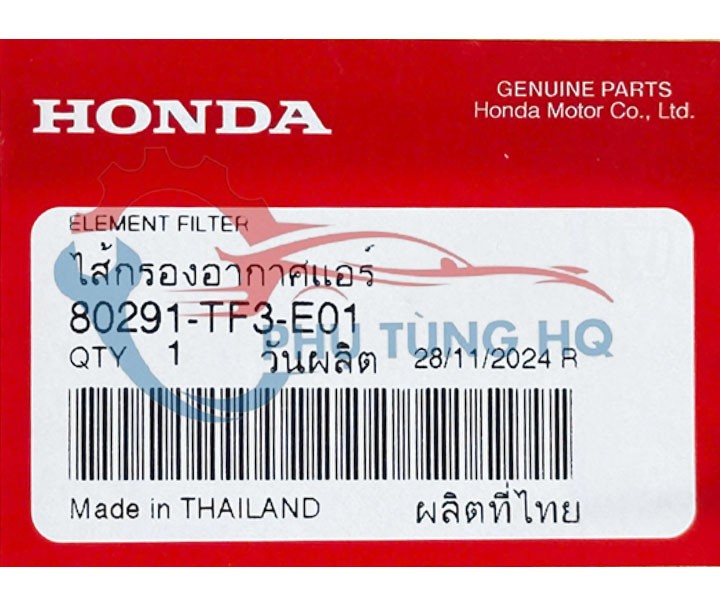 GENUINE PARTS
HONDA
Honda Motor Co., Ltd.
ELEMENT FILTER
ไส้กรองอากาศแอร์
80291-TF3-E01
PHỤ TÙNG HQ
QTY 1 วันผลิต 28/11/2024 R
Made in THAILAND ผลิตที่ไทย